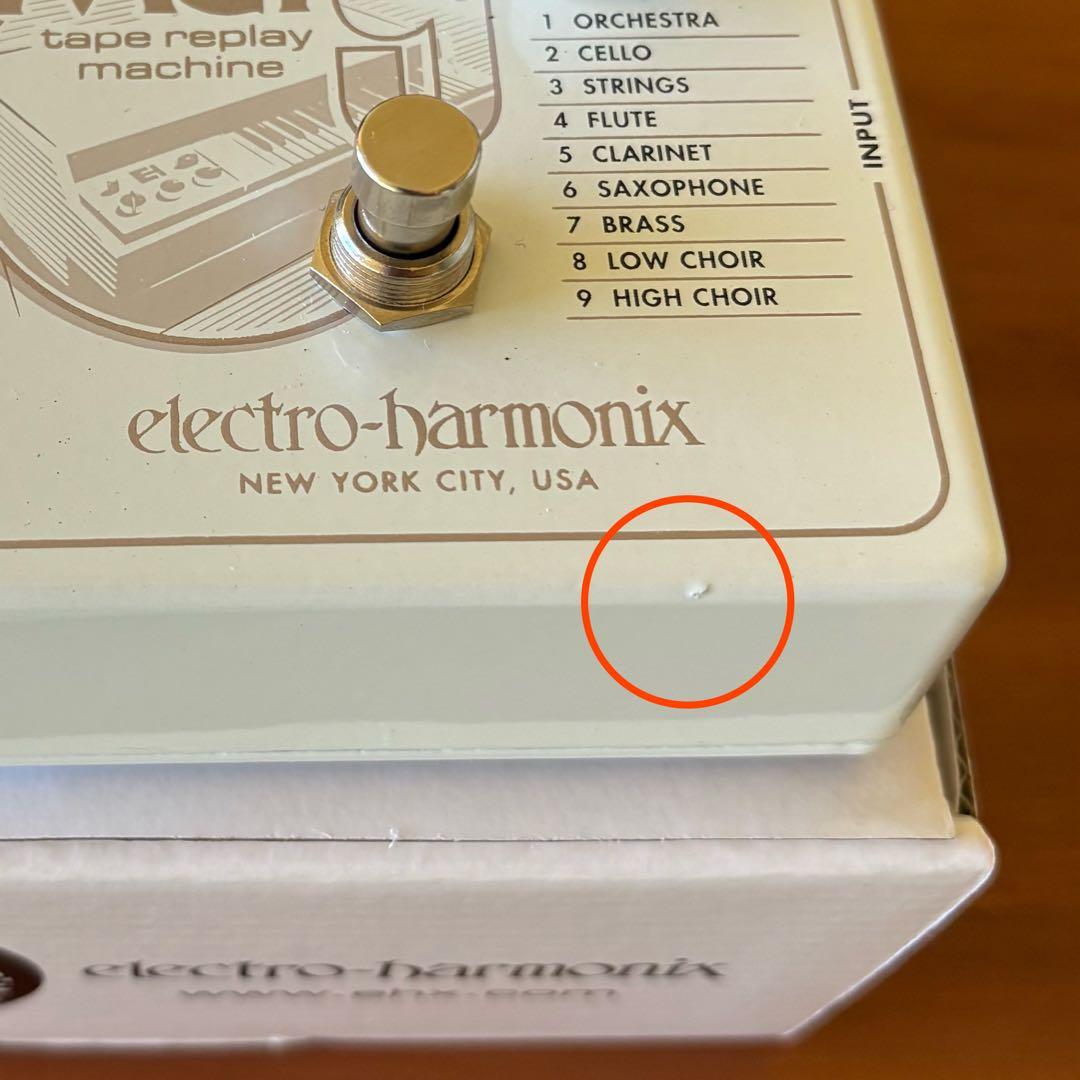 tape replay
machine
1 ORCHESTRA
2 CELLO
3 STRINGS
4 FLUTE
5 CLARINET
6 SAXOPHONE
7 BRASS
8 LOW CHOIR
9 HIGH CHOIR
INPUT
electro-harmonix
NEW YORK CITY, USA
electro-harmonix
www.ehx.com